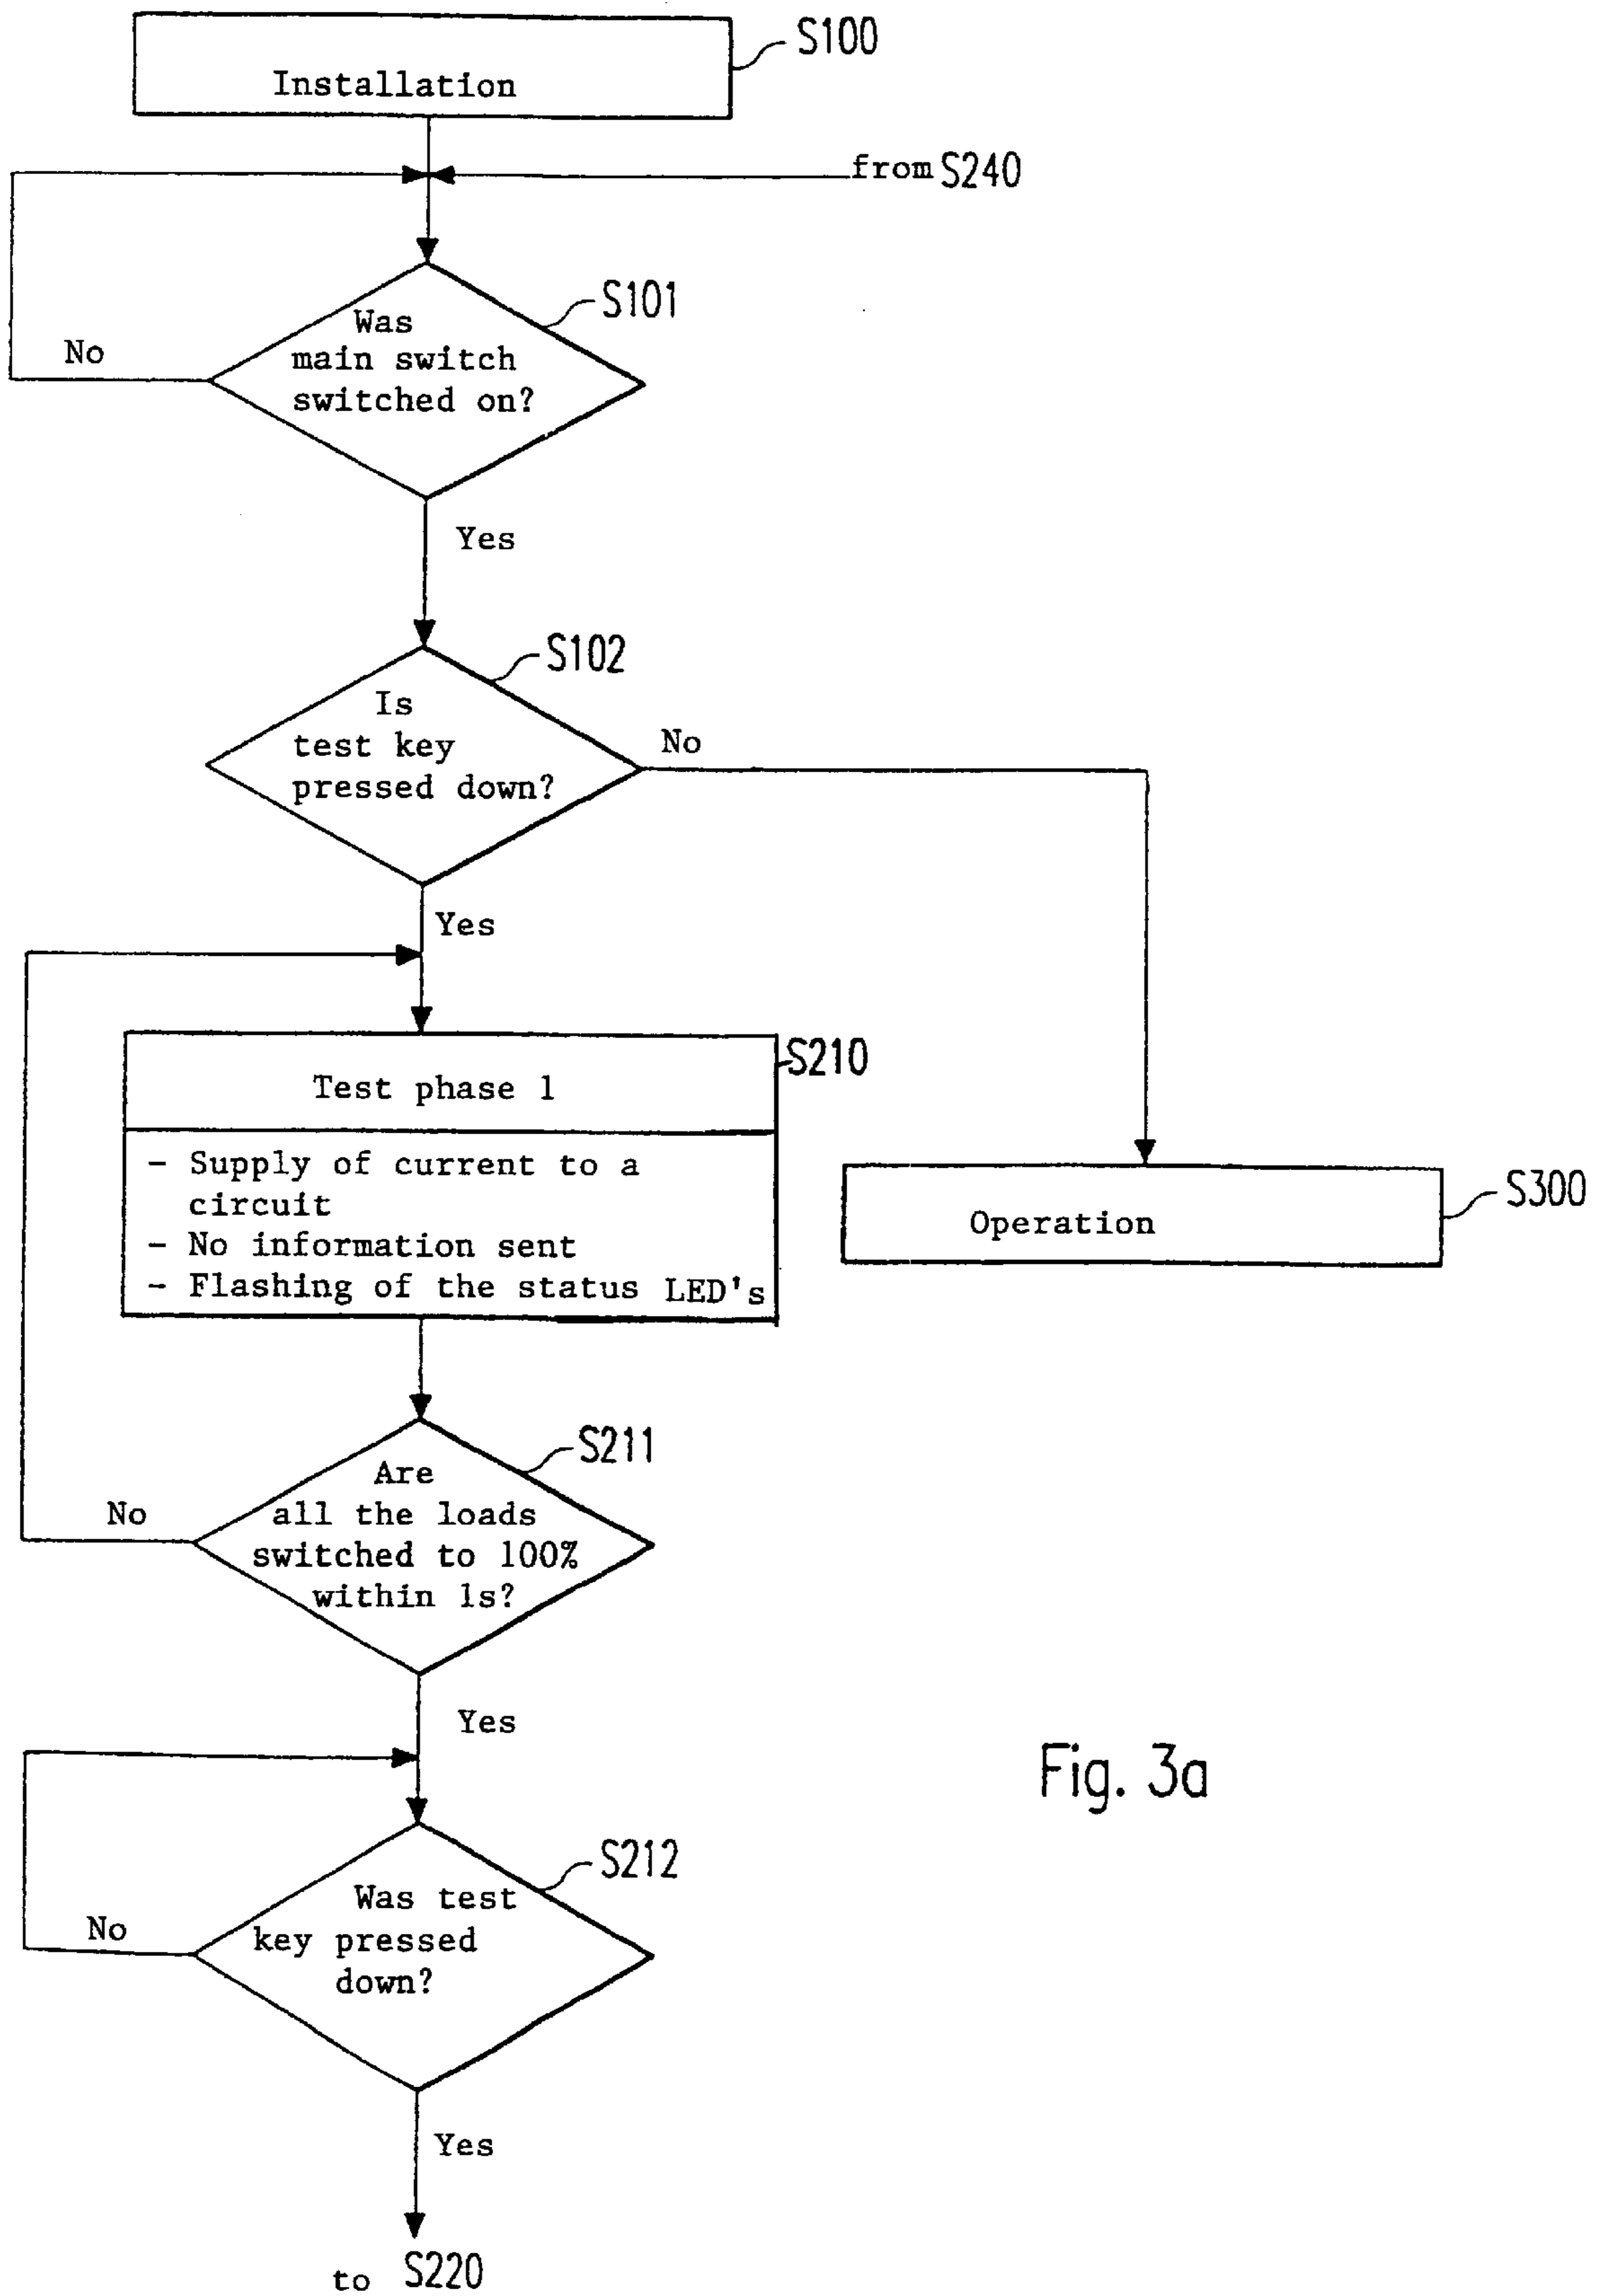 S100
Installation
from S240
S101
Was
main switch
switched on?
No
Yes
S102
Is
test key
pressed down?
No
Yes
S210
Test phase 1
- Supply of current to a
circuit
- No information sent
- Flashing of the status LED's
S300
Operation
S211
Are
all the loads
switched to 100%
within 1s?
No
Yes
Fig. 3a
S212
Was test
key pressed
down?
No
Yes
to S220